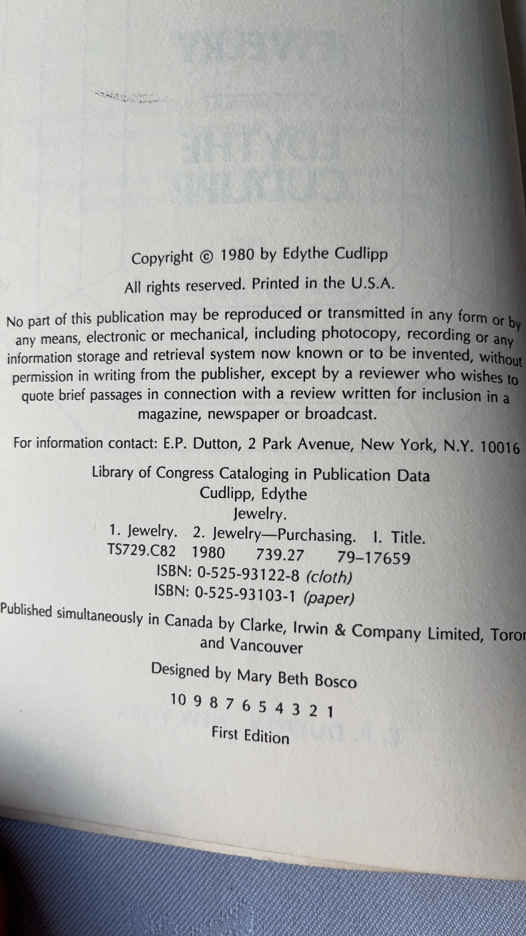 Copyright © 1980 by Edythe Cudlipp
All rights reserved. Printed in the U.S.A.
No part of this publication may be reproduced or transmitted in any form or by
any means, electronic or mechanical, including photocopy, recording or any
information storage and retrieval system now known or to be invented, without
permission in writing from the publisher, except by a reviewer who wishes to
quote brief passages in connection with a review written for inclusion in a
magazine, newspaper or broadcast.
For information contact: E.P. Dutton, 2 Park Avenue, New York, N.Y. 10016
Library of Congress Cataloging in Publication Data
Cudlipp, Edythe
Jewelry.
1. Jewelry. 2. Jewelry—Purchasing. I. Title.
TS729.C82 1980 739.27 79–17659
ISBN: 0-525-93122-8 (cloth)
ISBN: 0-525-93103-1 (paper)
Published simultaneously in Canada by Clarke, Irwin & Company Limited, Toron
and Vancouver
Designed by Mary Beth Bosco
10 9 8 7 6 5 4 3 2 1
First Edition